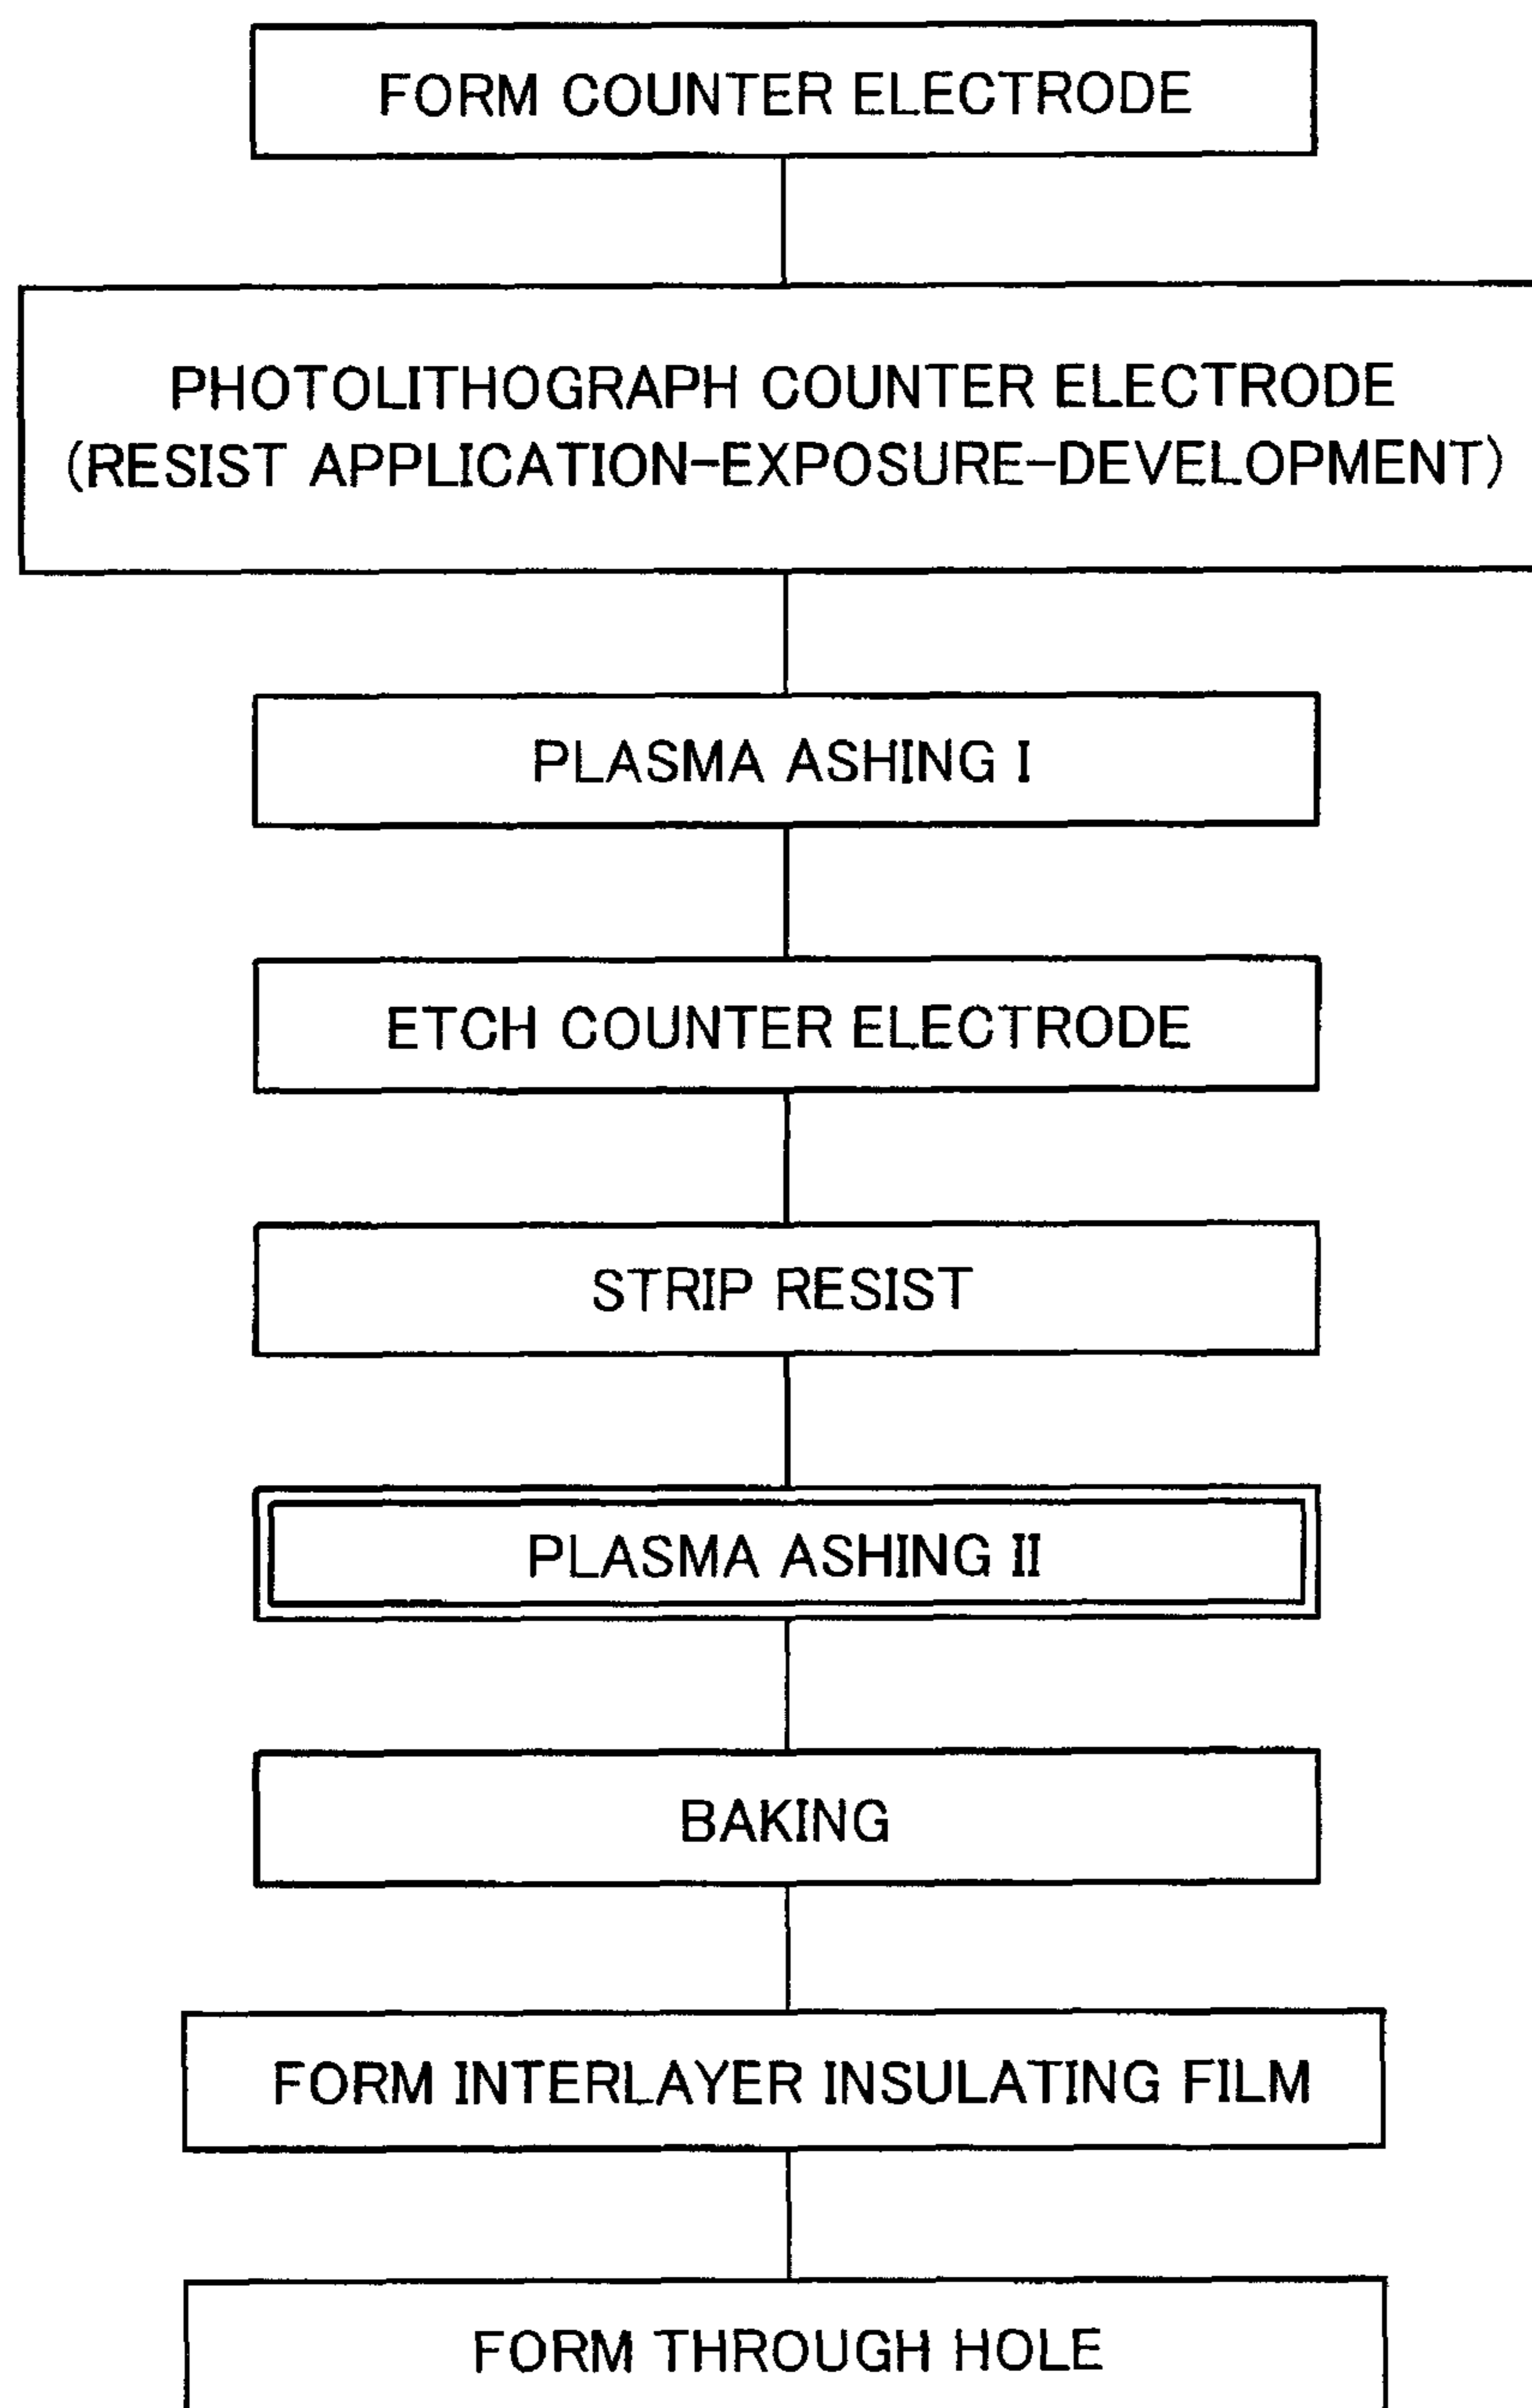 FORM COUNTER ELECTRODE
PHOTOLITHOGRAPH COUNTER ELECTRODE
(RESIST APPLICATION-EXPOSURE-DEVELOPMENT)
PLASMA ASHING I
ETCH COUNTER ELECTRODE
STRIP RESIST
PLASMA ASHING II
BAKING
FORM INTERLAYER INSULATING FILM
FORM THROUGH HOLE